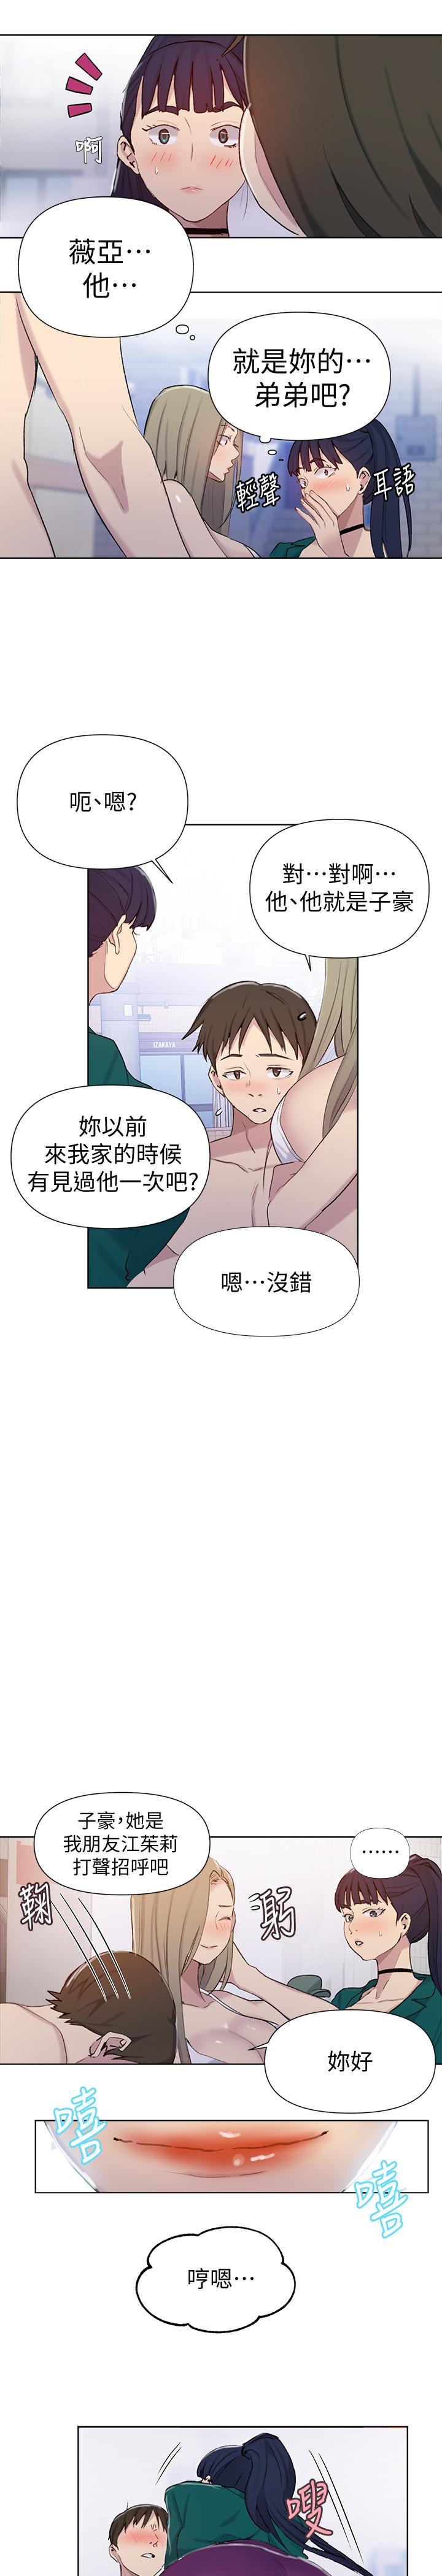 啊
薇亞⋯
他⋯
就是妳的⋯
弟弟吧?
輕聲
耳語
呃、嗯?
對⋯對啊⋯
他、他就是子豪
IZAKAYA
妳以前
來我家的時候
有見過他一次吧?
嗯⋯沒錯
子豪,她是
我朋友江茱莉
打聲招呼吧
⋯⋯
鞠
躬
妳好
嘻
嘻
哼嗯⋯
嗖